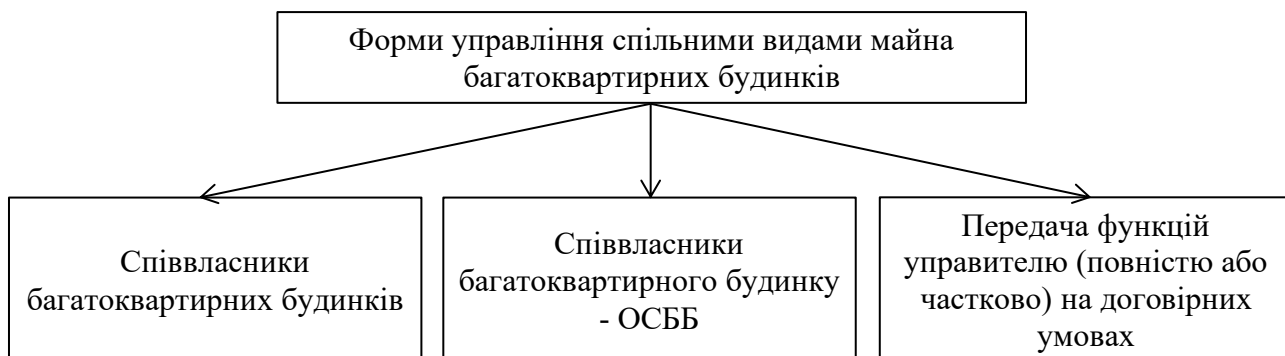 Форми управління спільними видами майна
багатоквартирних будинків
Співвласники
багатоквартирних будинків
Співвласники
багатоквартирного будинку
- ОСББ
Передача функцій
управителю (повністю або
частково) на договірних
умовах